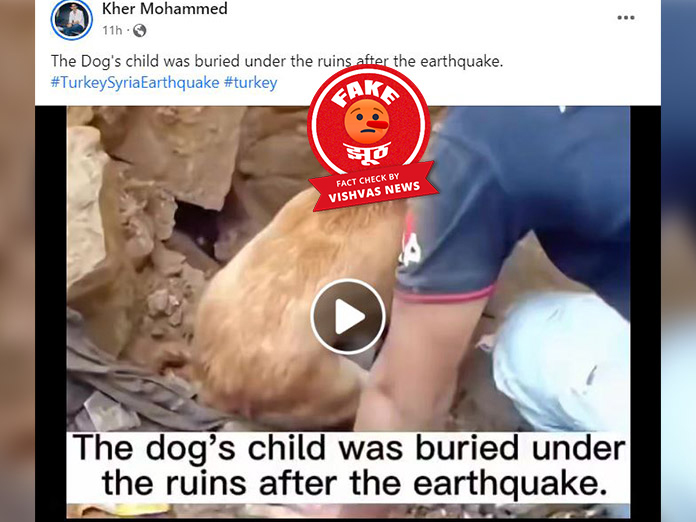 Kher Mohammed
11h
The Dog's child was buried under the ruins after the earthquake.
#TurkeySyriaEarthquake #turkey
FAKE
झूठ
FACT CHECK BY
VISHVAS NEWS
The dog's child was buried under
the ruins after the earthquake.